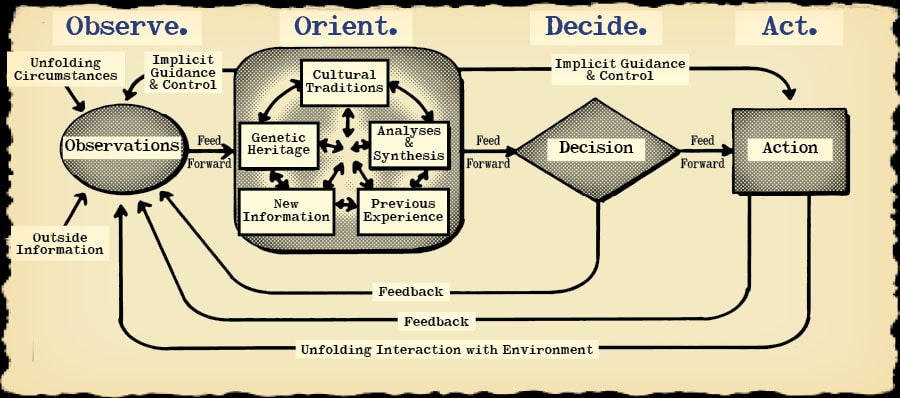 Observe.
Orient.
Decide.
Act.
Unfolding
Circumstances
Implicit
Guidance
& Control
Cultural
Traditions
Implicit Guidance
& Control
Observations
Feed
Forward
Genetic
Heritage
Analyses
&
Synthesis
Feed
Forward
Decision
Feed
Forward
Action
New
Information
Previous
Experience
Outside
Information
Feedback
Feedback
Unfolding Interaction with Environment